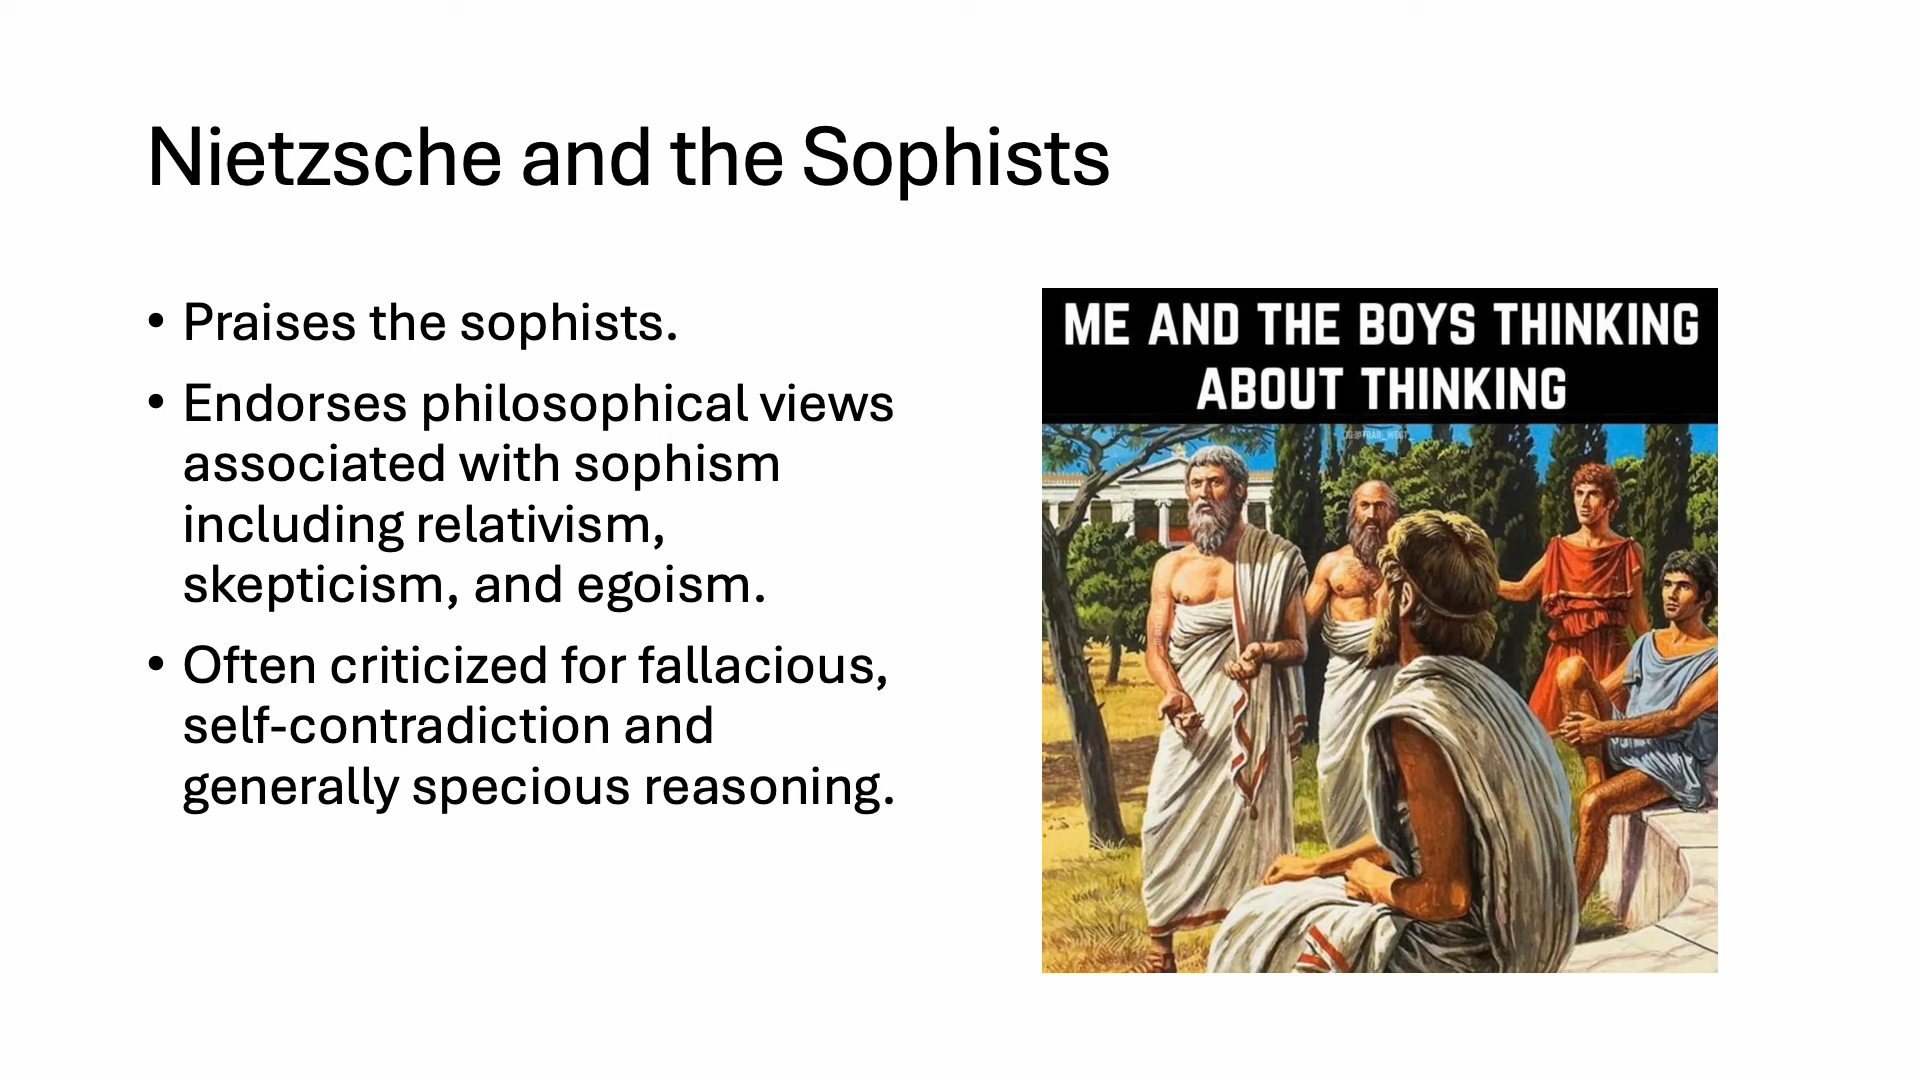 Nietzsche and the Sophists
• Praises the sophists.
• Endorses philosophical views
associated with sophism
including relativism,
skepticism, and egoism.
• Often criticized for fallacious,
self-contradiction and
generally specious reasoning.
ME AND THE BOYS THINKING
ABOUT THINKING